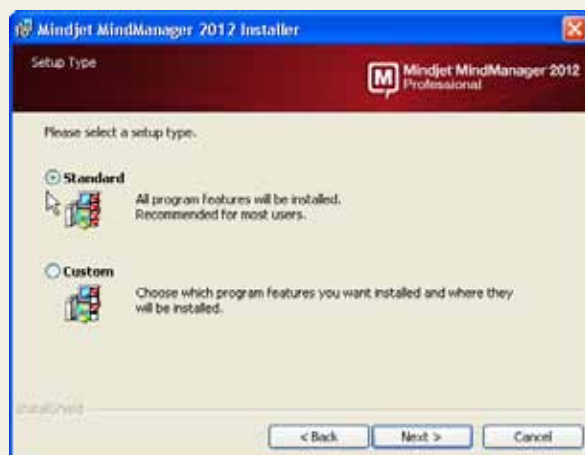 Mindjet MindManager 2012 Installer
Setup Type
M Mindjet MindManager 2012
Professional
Please select a setup type.
Standard
All program features will be installed.
Recommended for most users.
Custom
Choose which program features you want installed and where they
will be installed.
InstallShield
< Back
Next >
Cancel